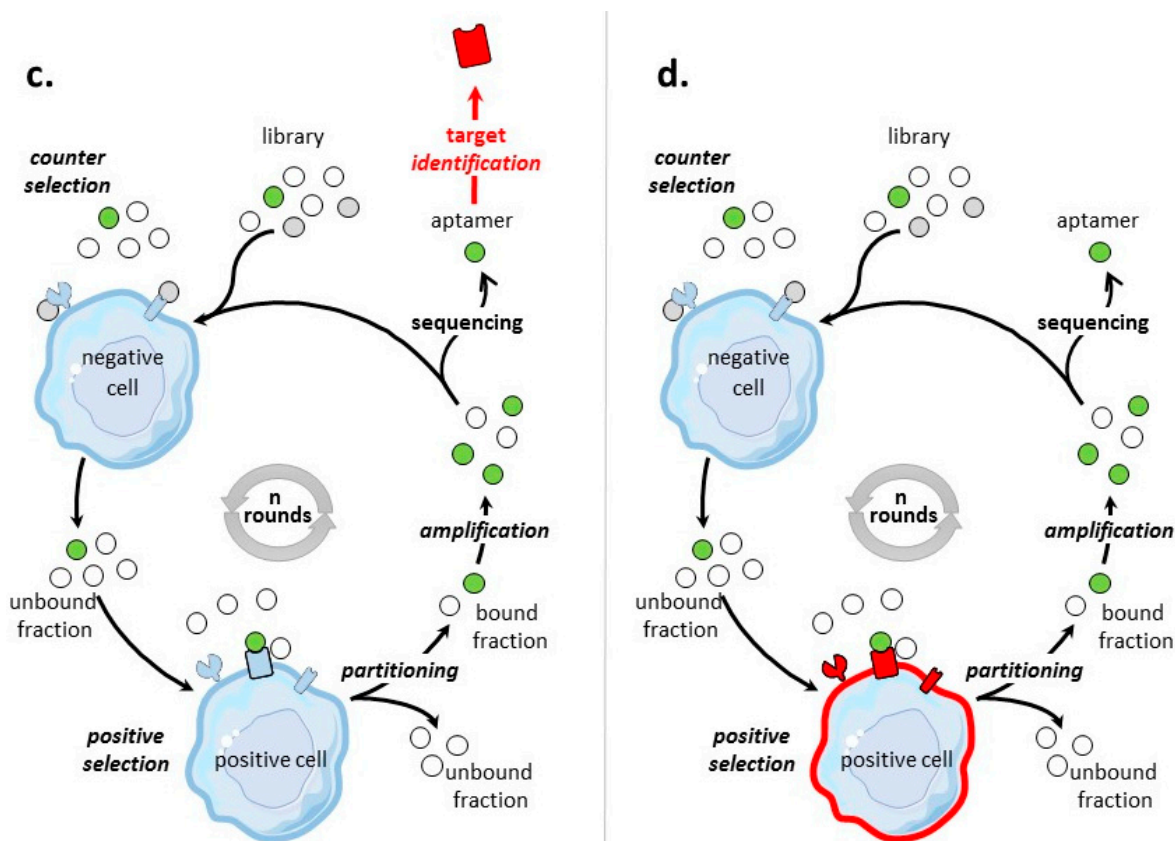 c.
library
counter
selection
target
identification
aptamer
sequencing
negative
cell
n
rounds
amplification
unbound
fraction
bound
fraction
partitioning
positive
selection
positive cell
unbound
fraction
d.
library
counter
selection
aptamer
sequencing
negative
cell
n
rounds
amplification
unbound
fraction
bound
fraction
partitioning
positive
selection
positive cell
unbound
fraction